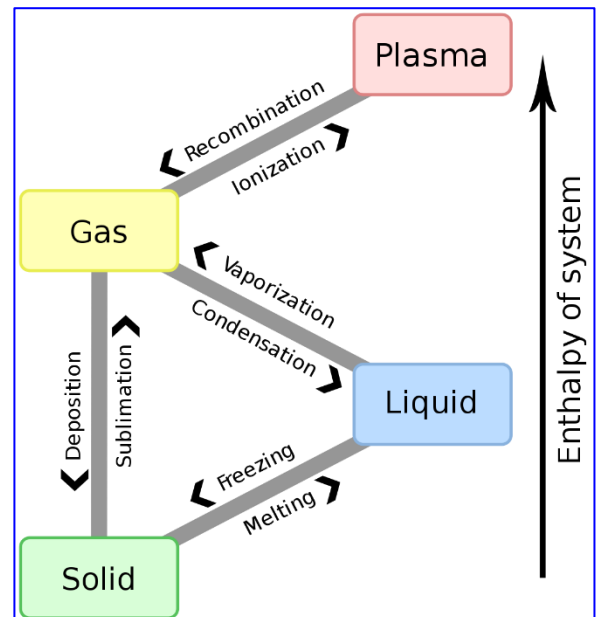 Plasma
Recombination
Ionization
Gas
Vaporization
Condensation
Enthalpy of system
Deposition
Sublimation
Liquid
Freezing
Melting
Solid